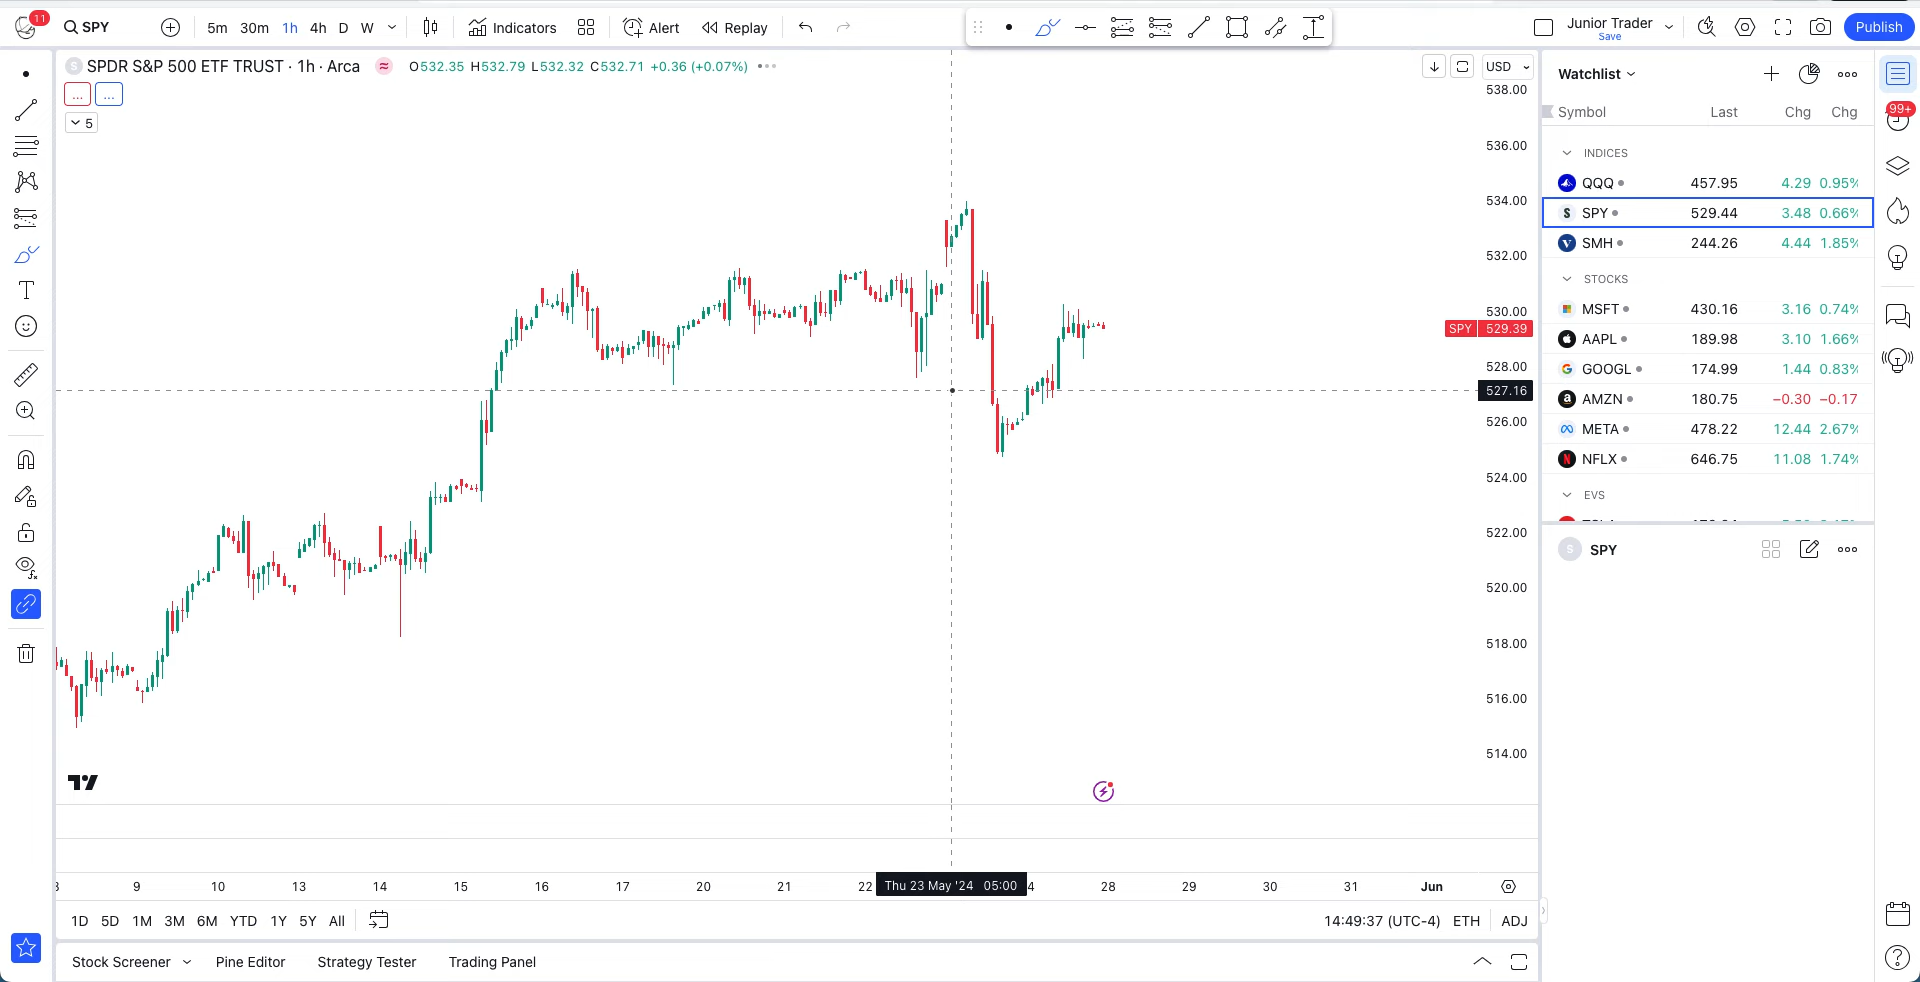 11
SPY
5m 30m 1h 4h D W
Indicators
Alert
Replay
Junior Trader
Save
Publish
SPDR S&P 500 ETF TRUST · 1h · Arca
O532.35 H532.79 L532.32 C532.71 +0.36 (+0.07%)
... ...
5
USD
538.00
536.00
534.00
532.00
530.00
SPY 529.39
528.00
527.16
526.00
524.00
522.00
520.00
518.00
516.00
514.00
9 10 13 14 15 16 17 20 21 22 Thu 23 May '24 05:00 4 28 29 30 31 Jun
1D 5D 1M 3M 6M YTD 1Y 5Y All
14:49:37 (UTC-4) ETH ADJ
Stock Screener Pine Editor Strategy Tester Trading Panel
Watchlist
99+
Symbol Last Chg Chg
INDICES
QQQ 457.95 4.29 0.95%
SPY 529.44 3.48 0.66%
SMH 244.26 4.44 1.85%
STOCKS
MSFT 430.16 3.16 0.74%
AAPL 189.98 3.10 1.66%
GOOGL 174.99 1.44 0.83%
AMZN 180.75 −0.30 −0.17
META 478.22 12.44 2.67%
NFLX 646.75 11.08 1.74%
EVS
S SPY